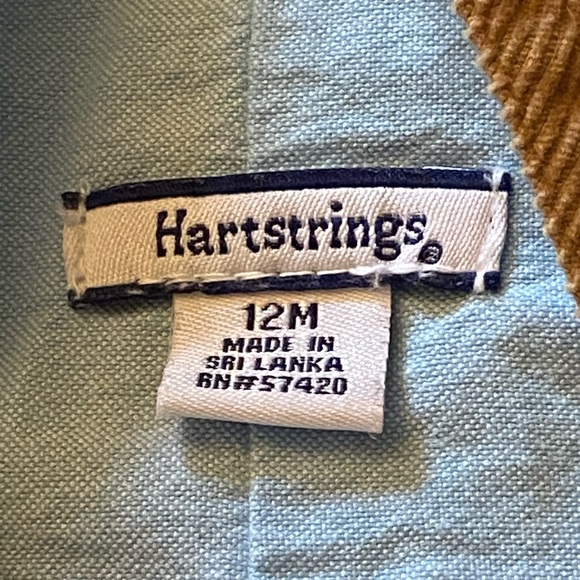 Hartstrings®
12M
MADE IN
SRI LANKA
RN#57420